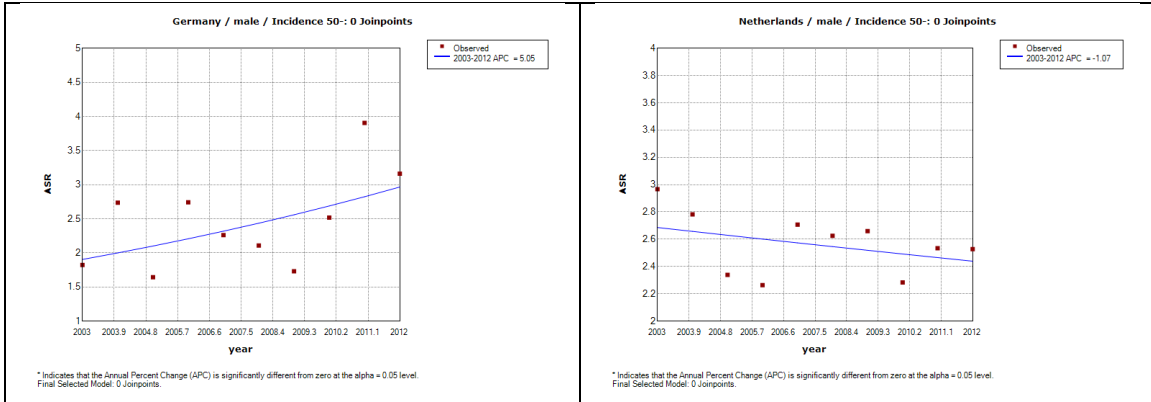 Germany / male / Incidence 50-: 0 Joinpoints
Observed
2003-2012 APC = 5.05
5
4.5
4
3.5
3
2.5
2
1.5
1
ASR
2003 2003.9 2004.8 2005.7 2006.6 2007.5 2008.4 2009.3 2010.2 2011.1 2012
year
* Indicates that the Annual Percent Change (APC) is significantly different from zero at the alpha = 0.05 level.
Final Selected Model: 0 Joinpoints.
Netherlands / male / Incidence 50-: 0 Joinpoints
Observed
2003-2012 APC = -1.07
4
3.8
3.6
3.4
3.2
3
2.8
2.6
2.4
2.2
2
ASR
2003 2003.9 2004.8 2005.7 2006.6 2007.5 2008.4 2009.3 2010.2 2011.1 2012
year
* Indicates that the Annual Percent Change (APC) is significantly different from zero at the alpha = 0.05 level.
Final Selected Model: 0 Joinpoints.